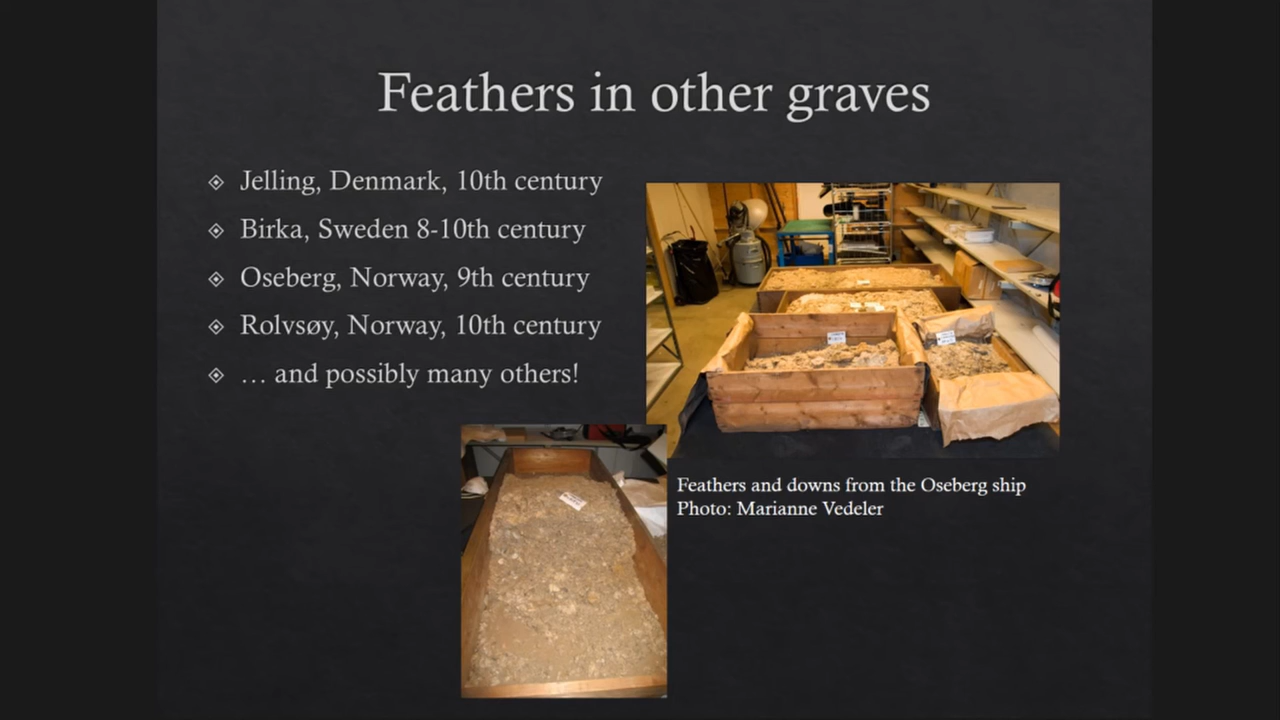 Feathers in other graves
Jelling, Denmark, 10th century
Birka, Sweden 8-10th century
Oseberg, Norway, 9th century
Rolvsøy, Norway, 10th century
… and possibly many others!
Feathers and downs from the Oseberg ship
Photo: Marianne Vedeler